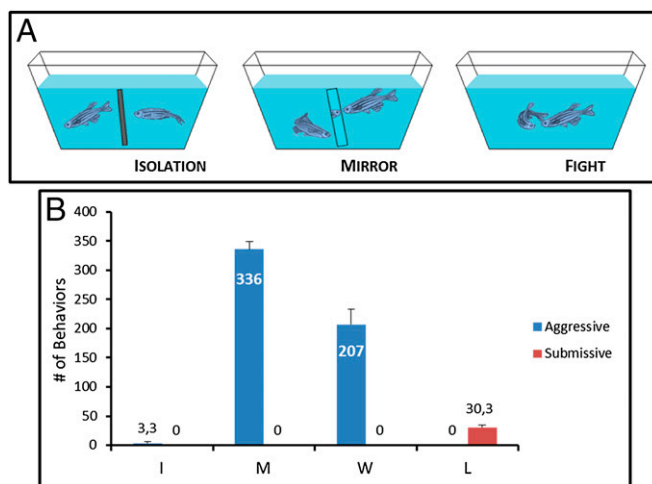 A
ISOLATION
MIRROR
FIGHT
B
# of Behaviors
400
350
300
250
200
150
100
50
0
3,3
0
336
0
207
0
0
30,3
I
M
W
L
Aggressive
Submissive